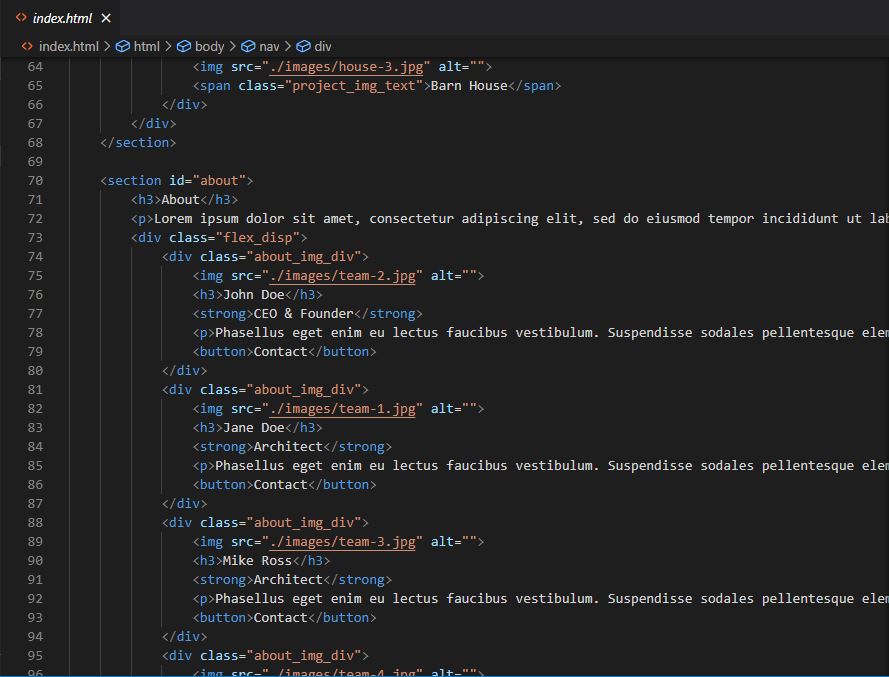 index.html
index.html > html > body > nav > div
64 <img src="./images/house-3.jpg" alt="">
65 <span class="project_img_text">Barn House</span>
66 </div>
67 </div>
68 </section>
69
70 <section id="about">
71 <h3>About</h3>
72 <p>Lorem ipsum dolor sit amet, consectetur adipiscing elit, sed do eiusmod tempor incididunt ut lab
73 <div class="flex_disp">
74 <div class="about_img_div">
75 <img src="./images/team-2.jpg" alt="">
76 <h3>John Doe</h3>
77 <strong>CEO & Founder</strong>
78 <p>Phasellus eget enim eu lectus faucibus vestibulum. Suspendisse sodales pellentesque elem
79 <button>Contact</button>
80 </div>
81 <div class="about_img_div">
82 <img src="./images/team-1.jpg" alt="">
83 <h3>Jane Doe</h3>
84 <strong>Architect</strong>
85 <p>Phasellus eget enim eu lectus faucibus vestibulum. Suspendisse sodales pellentesque elem
86 <button>Contact</button>
87 </div>
88 <div class="about_img_div">
89 <img src="./images/team-3.jpg" alt="">
90 <h3>Mike Ross</h3>
91 <strong>Architect</strong>
92 <p>Phasellus eget enim eu lectus faucibus vestibulum. Suspendisse sodales pellentesque elem
93 <button>Contact</button>
94 </div>
95 <div class="about_img_div">
96 <img src="./images/team-4.jpg" alt="">